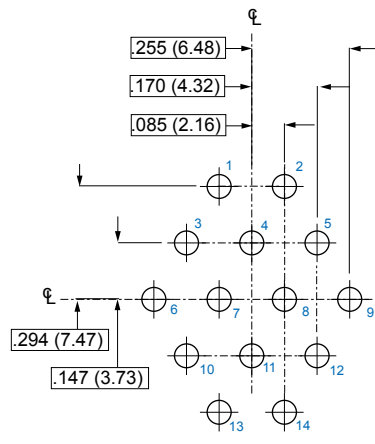 ℄
.255 (6.48)
.170 (4.32)
.085 (2.16)
1 2
3 4 5
℄ 6 7 8 9
.294 (7.47)
.147 (3.73)
10 11 12
13 14